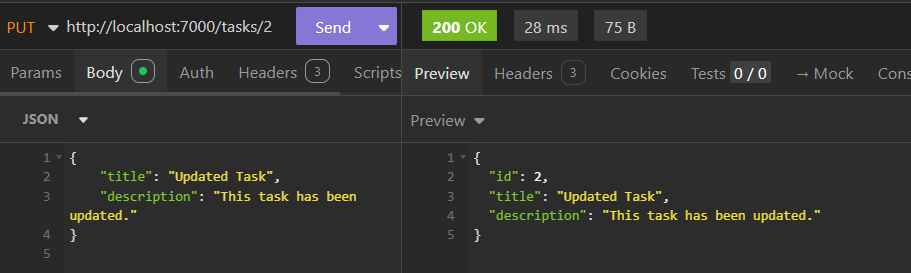 PUT http://localhost:7000/tasks/2 Send
Params Body Auth Headers 3 Scripts
JSON
1 {
2 "title": "Updated Task",
3 "description": "This task has been
updated."
4 }
5
200 OK 28 ms 75 B
Preview Headers 3 Cookies Tests 0 / 0 → Mock Cons
Preview
1 {
2 "id": 2,
3 "title": "Updated Task",
4 "description": "This task has been updated."
5 }